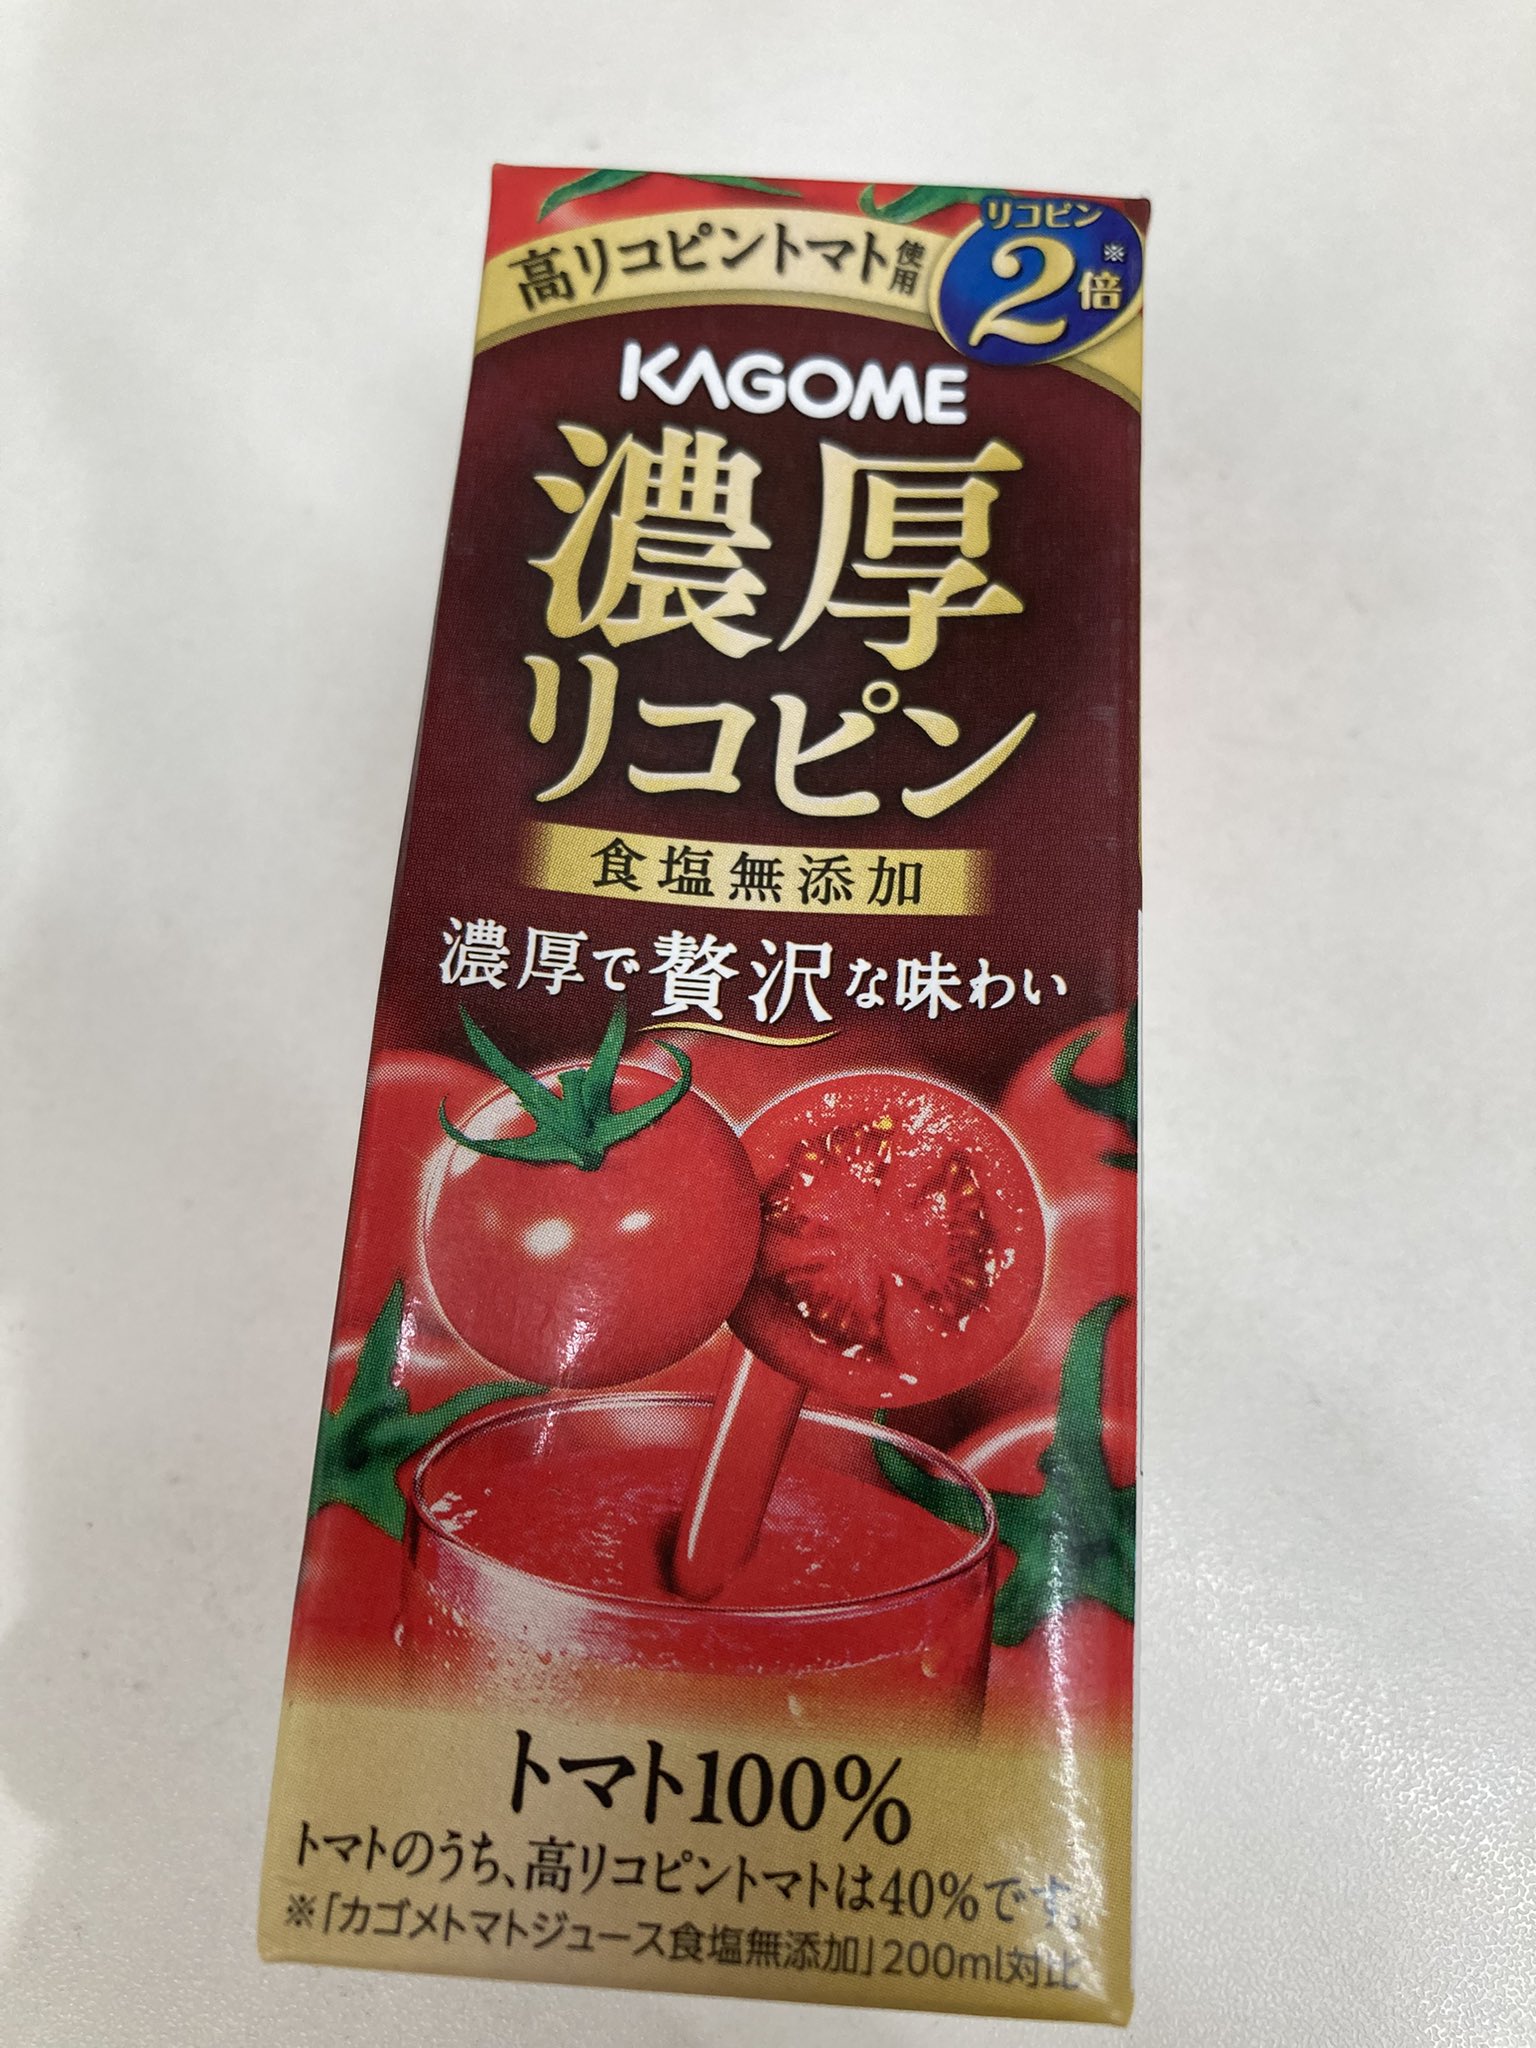 高リコピントマト使用
リコピン
2倍※
KAGOME
濃厚
リコピン
食塩無添加
濃厚で贅沢な味わい
トマト100%
トマトのうち、高リコピントマトは40%です。
※「カゴメトマトジュース食塩無添加」200ml対比